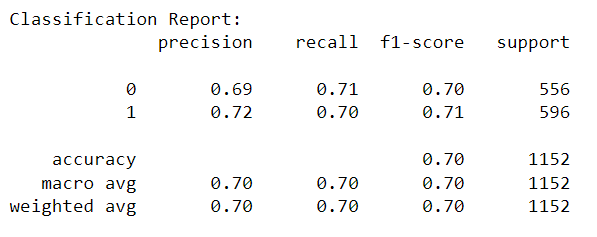 Classification Report:
precision recall f1-score support
0 0.69 0.71 0.70 556
1 0.72 0.70 0.71 596
accuracy 0.70 1152
macro avg 0.70 0.70 0.70 1152
weighted avg 0.70 0.70 0.70 1152